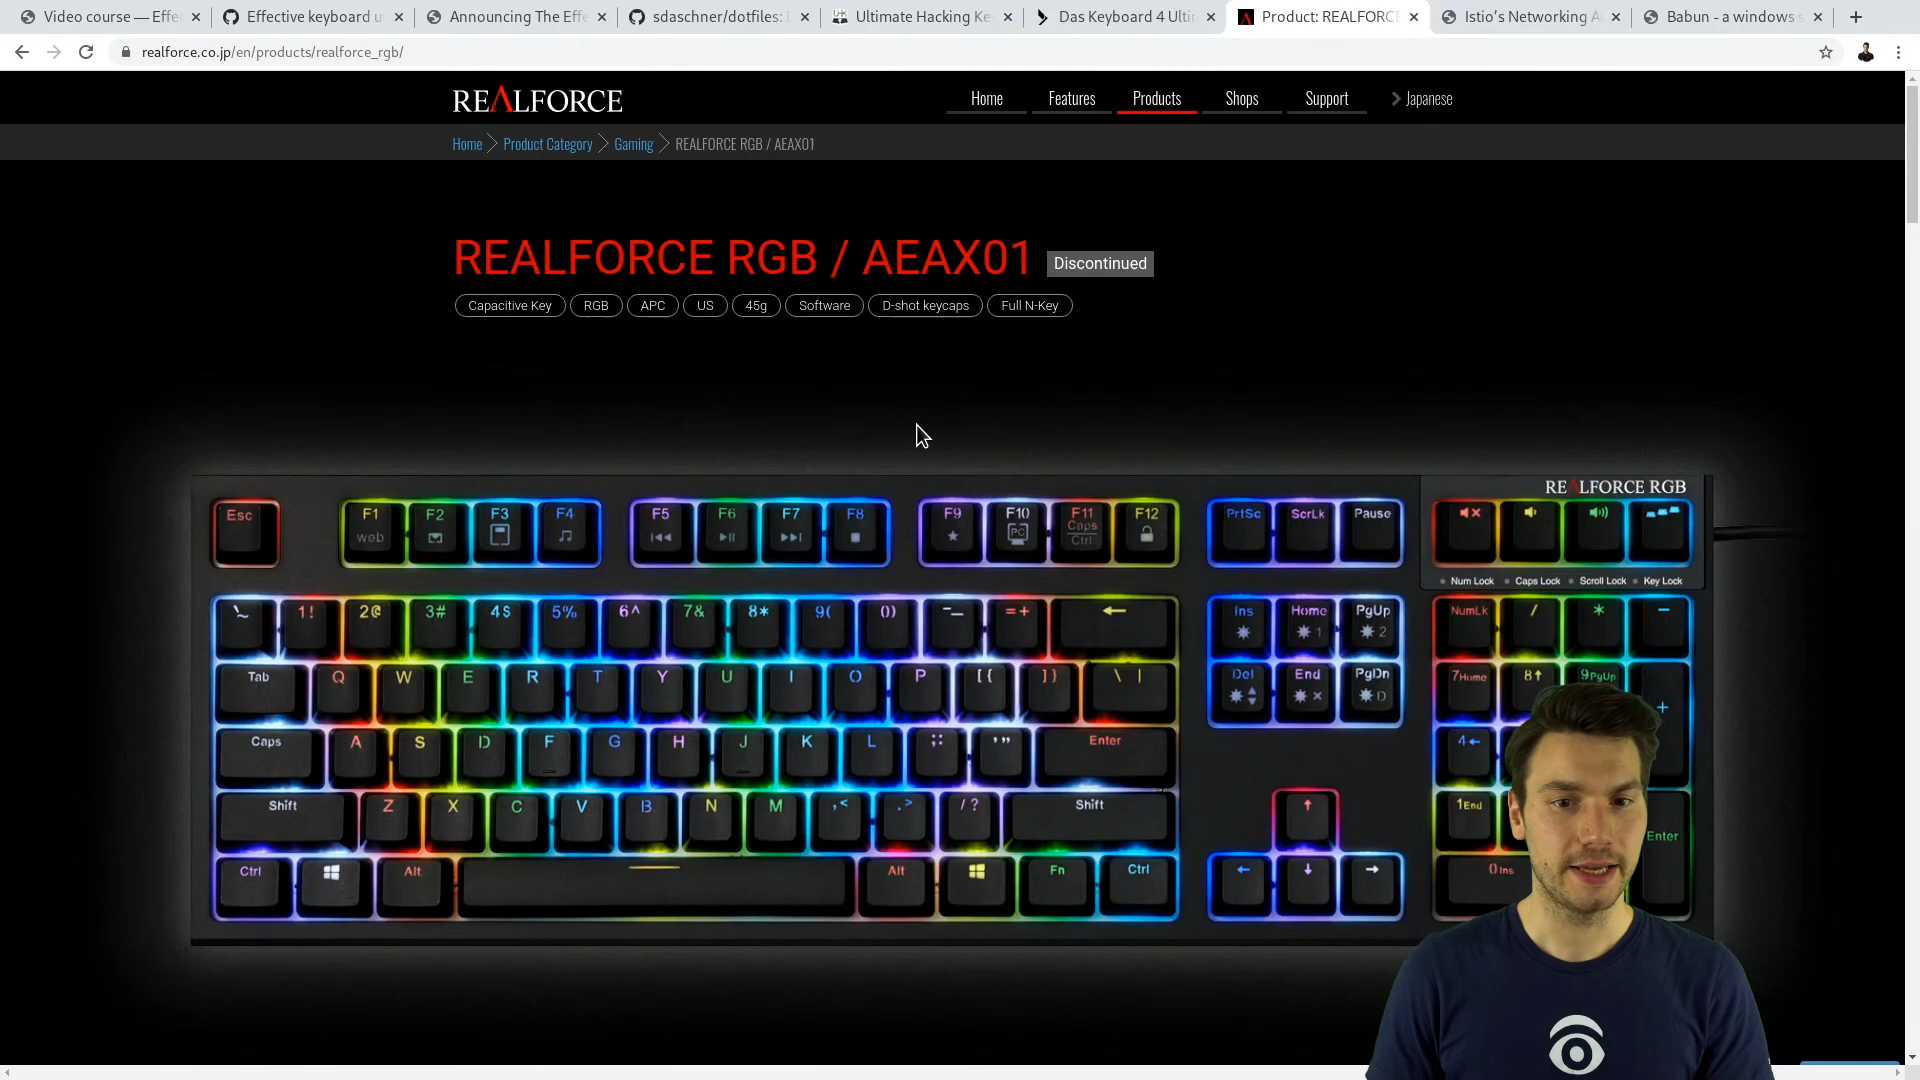 Video course — Effe
Effective keyboard u
Announcing The Effe
sdaschner/dotfiles: I
Ultimate Hacking Ke
Das Keyboard 4 Ultim
Product: REALFORCE
Istio's Networking A
Babun - a windows s
realforce.co.jp/en/products/realforce_rgb/
REALFORCE
Home
Features
Products
Shops
Support
Japanese
Home
Product Category
Gaming
REALFORCE RGB / AEAX01
REALFORCE RGB / AEAX01
Discontinued
Capacitive Key
RGB
APC
US
45g
Software
D-shot keycaps
Full N-Key
REALFORCE RGB
Esc F1 F2 F3 F4 F5 F6 F7 F8 F9 F10 F11 F12 PrtSc ScrLk Pause
web PC Caps Ctrl
Num Lock Caps Lock Scroll Lock Key Lock
`~ 1! 2@ 3# 4$ 5% 6^ 7& 8* 9( 0) -_ =+ ← Ins Home PgUp NumLk / * −
1 2
Tab Q W E R T Y U I O P [{ ]} \ | Del End PgDn 7Home 8↑ 9PgUp +
× D
Caps A S D F G H J K L ;: '" Enter 4←
Shift Z X C V B N M ,< .> /? Shift ↑ 1End Enter
Ctrl Alt Alt Fn Ctrl ← ↓ → 0Ins